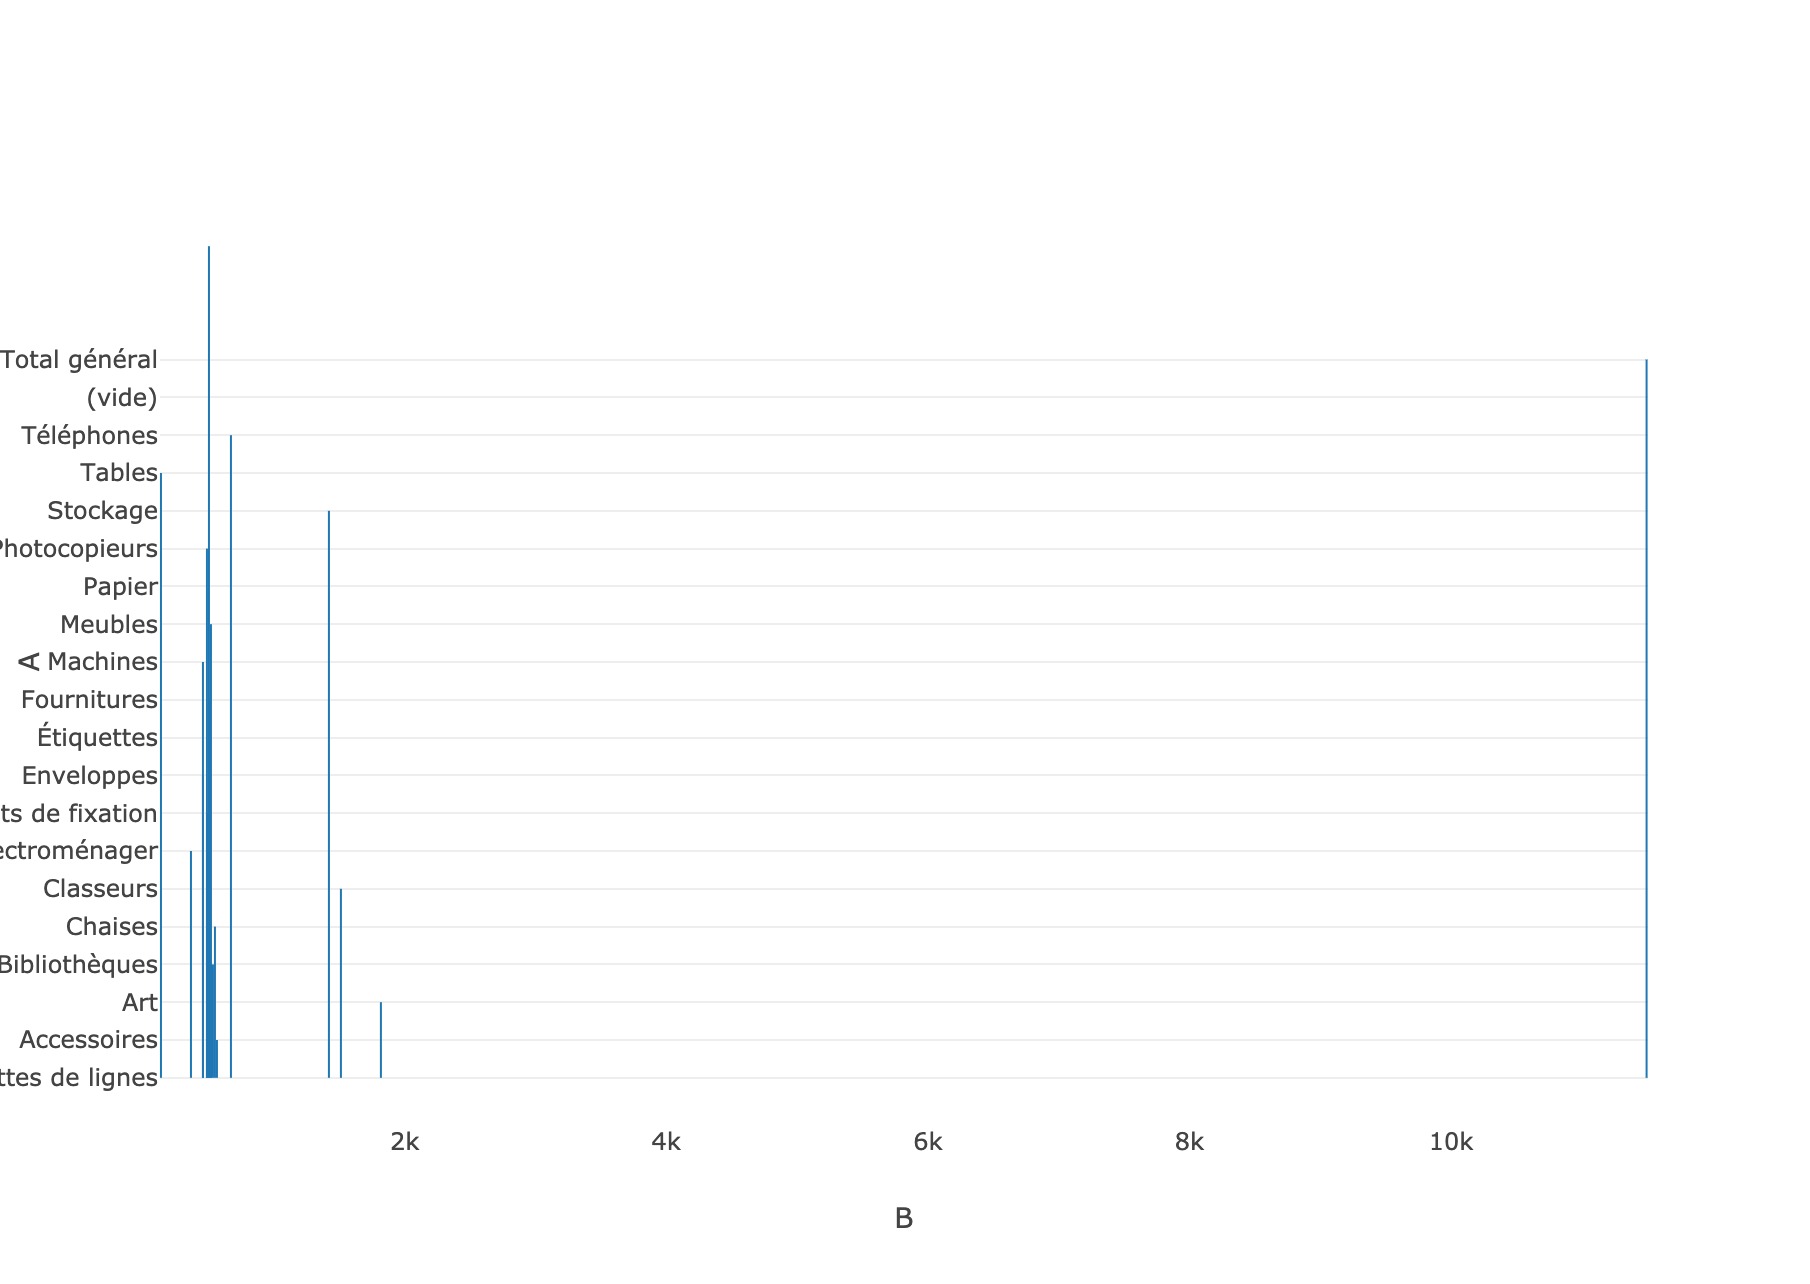 Total général
(vide)
Téléphones
Tables
Stockage
Photocopieurs
Papier
Meubles
A Machines
Fournitures
Étiquettes
Enveloppes
ts de fixation
ectroménager
Classeurs
Chaises
Bibliothèques
Art
Accessoires
ttes de lignes
2k 4k 6k 8k 10k
B